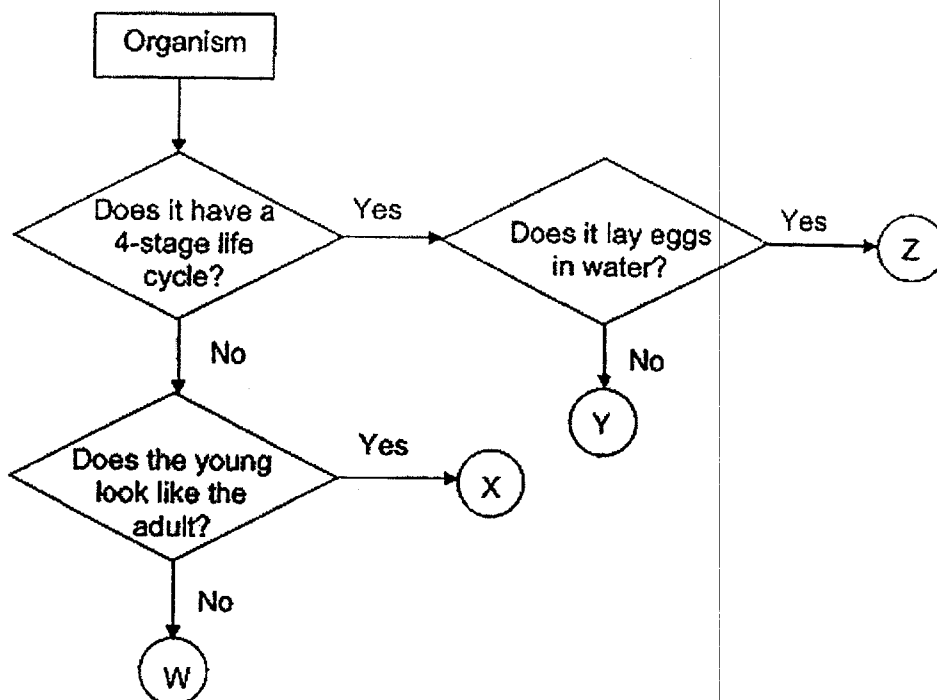 Organism
Does it have a
4-stage life
cycle?
Yes
Does it lay eggs
in water?
Yes
Z
No
No
Y
Does the young
look like the
adult?
Yes
X
No
W